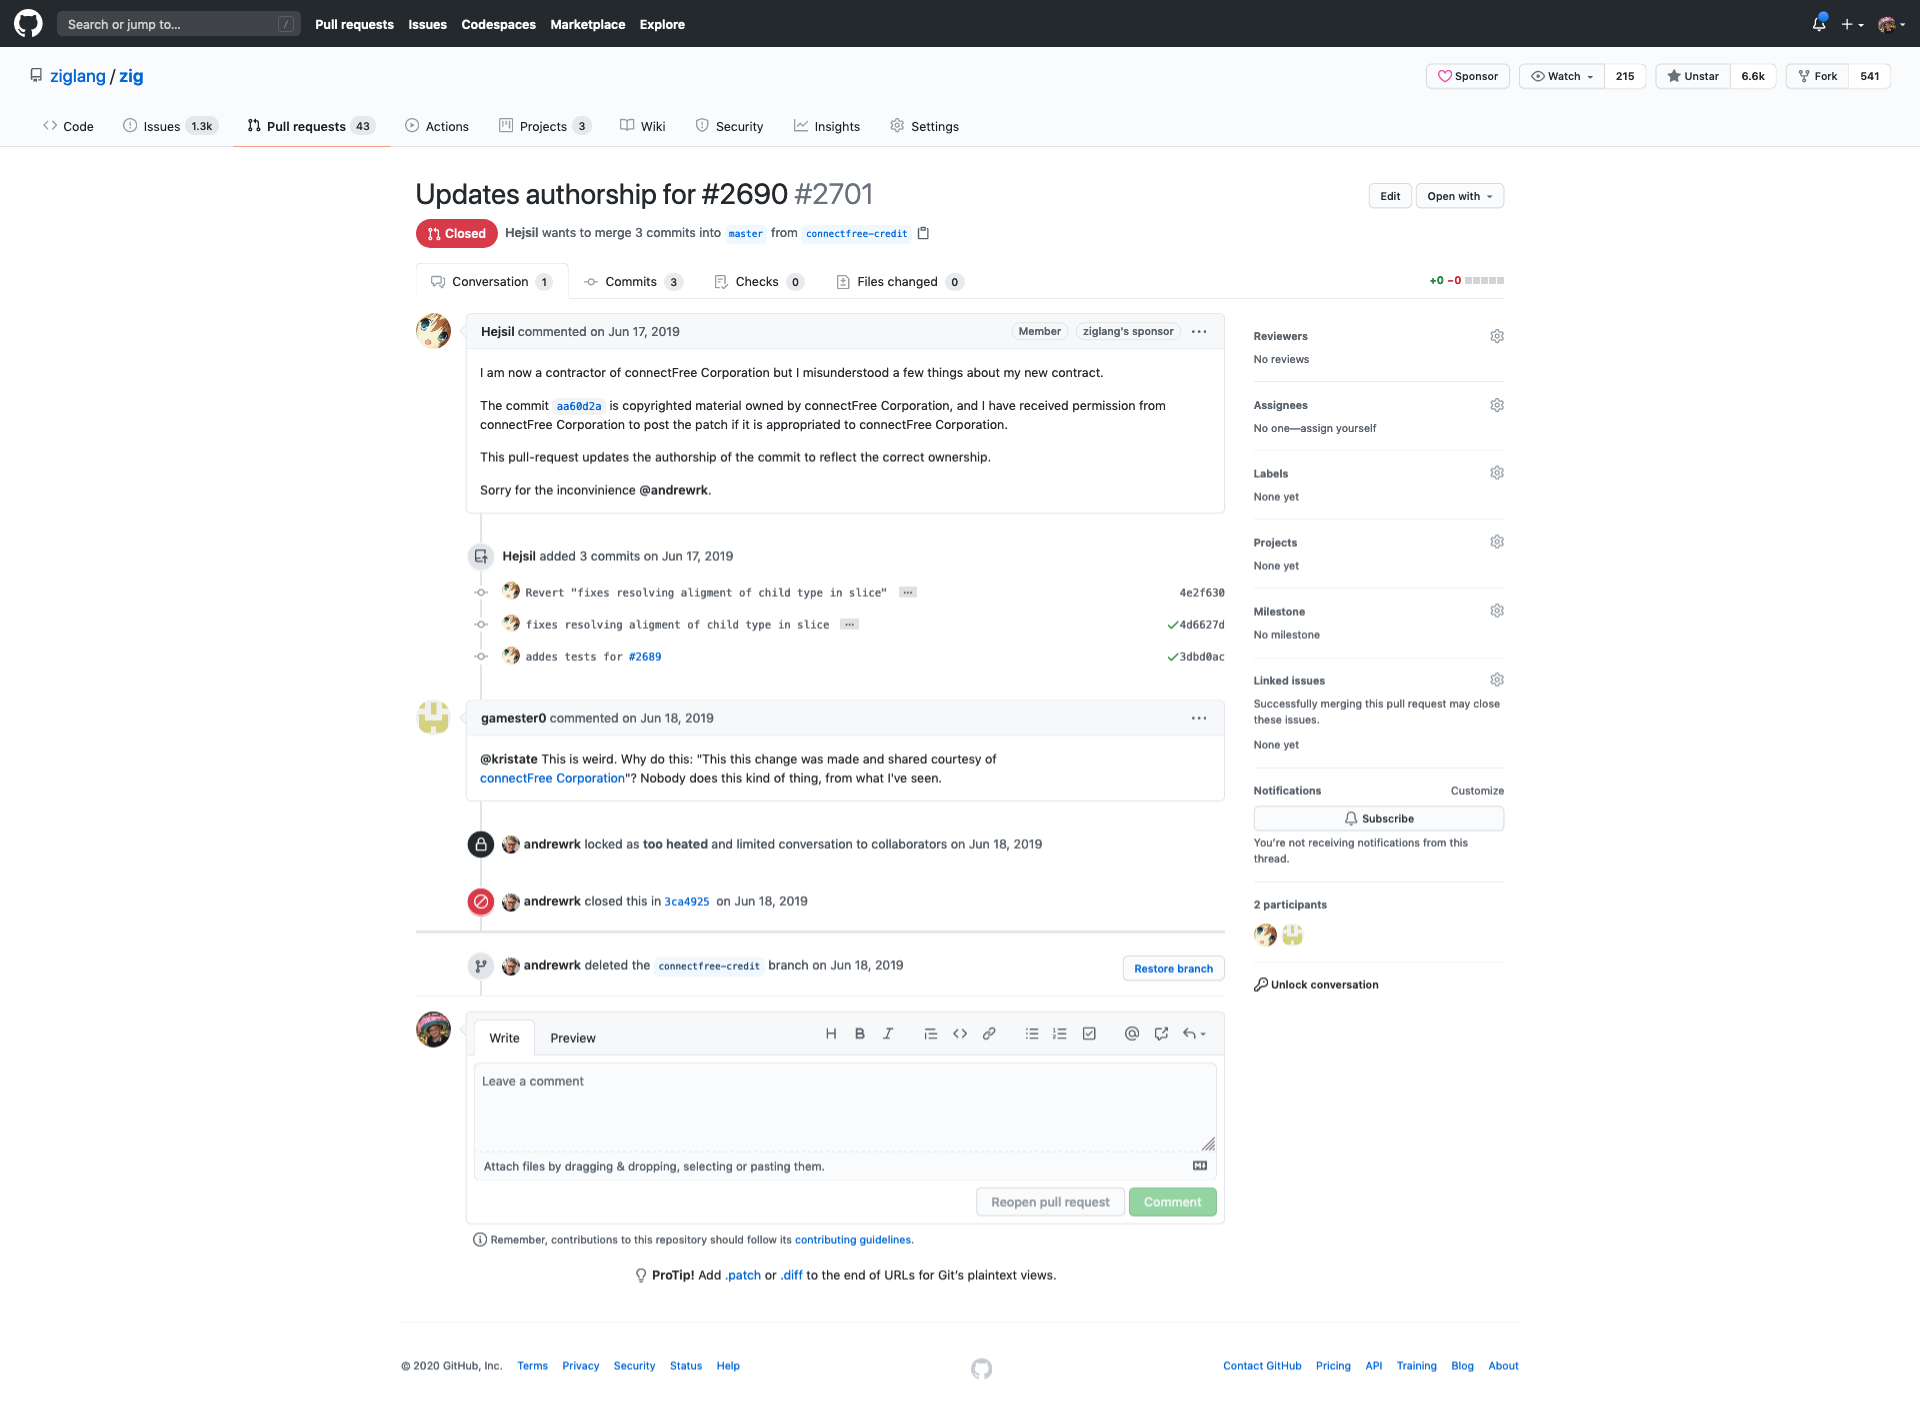 Search or jump to...
/
Pull requests
Issues
Codespaces
Marketplace
Explore
ziglang / zig
Sponsor
Watch
215
Unstar
6.6k
Fork
541
Code
Issues 1.3k
Pull requests 43
Actions
Projects 3
Wiki
Security
Insights
Settings
Updates authorship for #2690 #2701
Edit
Open with
Closed
Hejsil wants to merge 3 commits into master from connectfree-credit
Conversation 1
Commits 3
Checks 0
Files changed 0
+0 −0
Hejsil commented on Jun 17, 2019
Member
ziglang's sponsor
I am now a contractor of connectFree Corporation but I misunderstood a few things about my new contract.
The commit aa60d2a is copyrighted material owned by connectFree Corporation, and I have received permission from
connectFree Corporation to post the patch if it is appropriated to connectFree Corporation.
This pull-request updates the authorship of the commit to reflect the correct ownership.
Sorry for the inconvinience @andrewrk.
Hejsil added 3 commits on Jun 17, 2019
Revert "fixes resolving aligment of child type in slice" …
4e2f630
fixes resolving aligment of child type in slice …
4d6627d
addes tests for #2689
3dbd0ac
gamester0 commented on Jun 18, 2019
@kristate This is weird. Why do this: "This this change was made and shared courtesy of
connectFree Corporation"? Nobody does this kind of thing, from what I've seen.
andrewrk locked as too heated and limited conversation to collaborators on Jun 18, 2019
andrewrk closed this in 3ca4925 on Jun 18, 2019
andrewrk deleted the connectfree-credit branch on Jun 18, 2019
Restore branch
Write
Preview
Leave a comment
Attach files by dragging & dropping, selecting or pasting them.
Reopen pull request
Comment
Remember, contributions to this repository should follow its contributing guidelines.
ProTip! Add .patch or .diff to the end of URLs for Git's plaintext views.
Reviewers
No reviews
Assignees
No one—assign yourself
Labels
None yet
Projects
None yet
Milestone
No milestone
Linked issues
Successfully merging this pull request may close
these issues.
None yet
Notifications
Customize
Subscribe
You're not receiving notifications from this
thread.
2 participants
Unlock conversation
© 2020 GitHub, Inc.
Terms
Privacy
Security
Status
Help
Contact GitHub
Pricing
API
Training
Blog
About